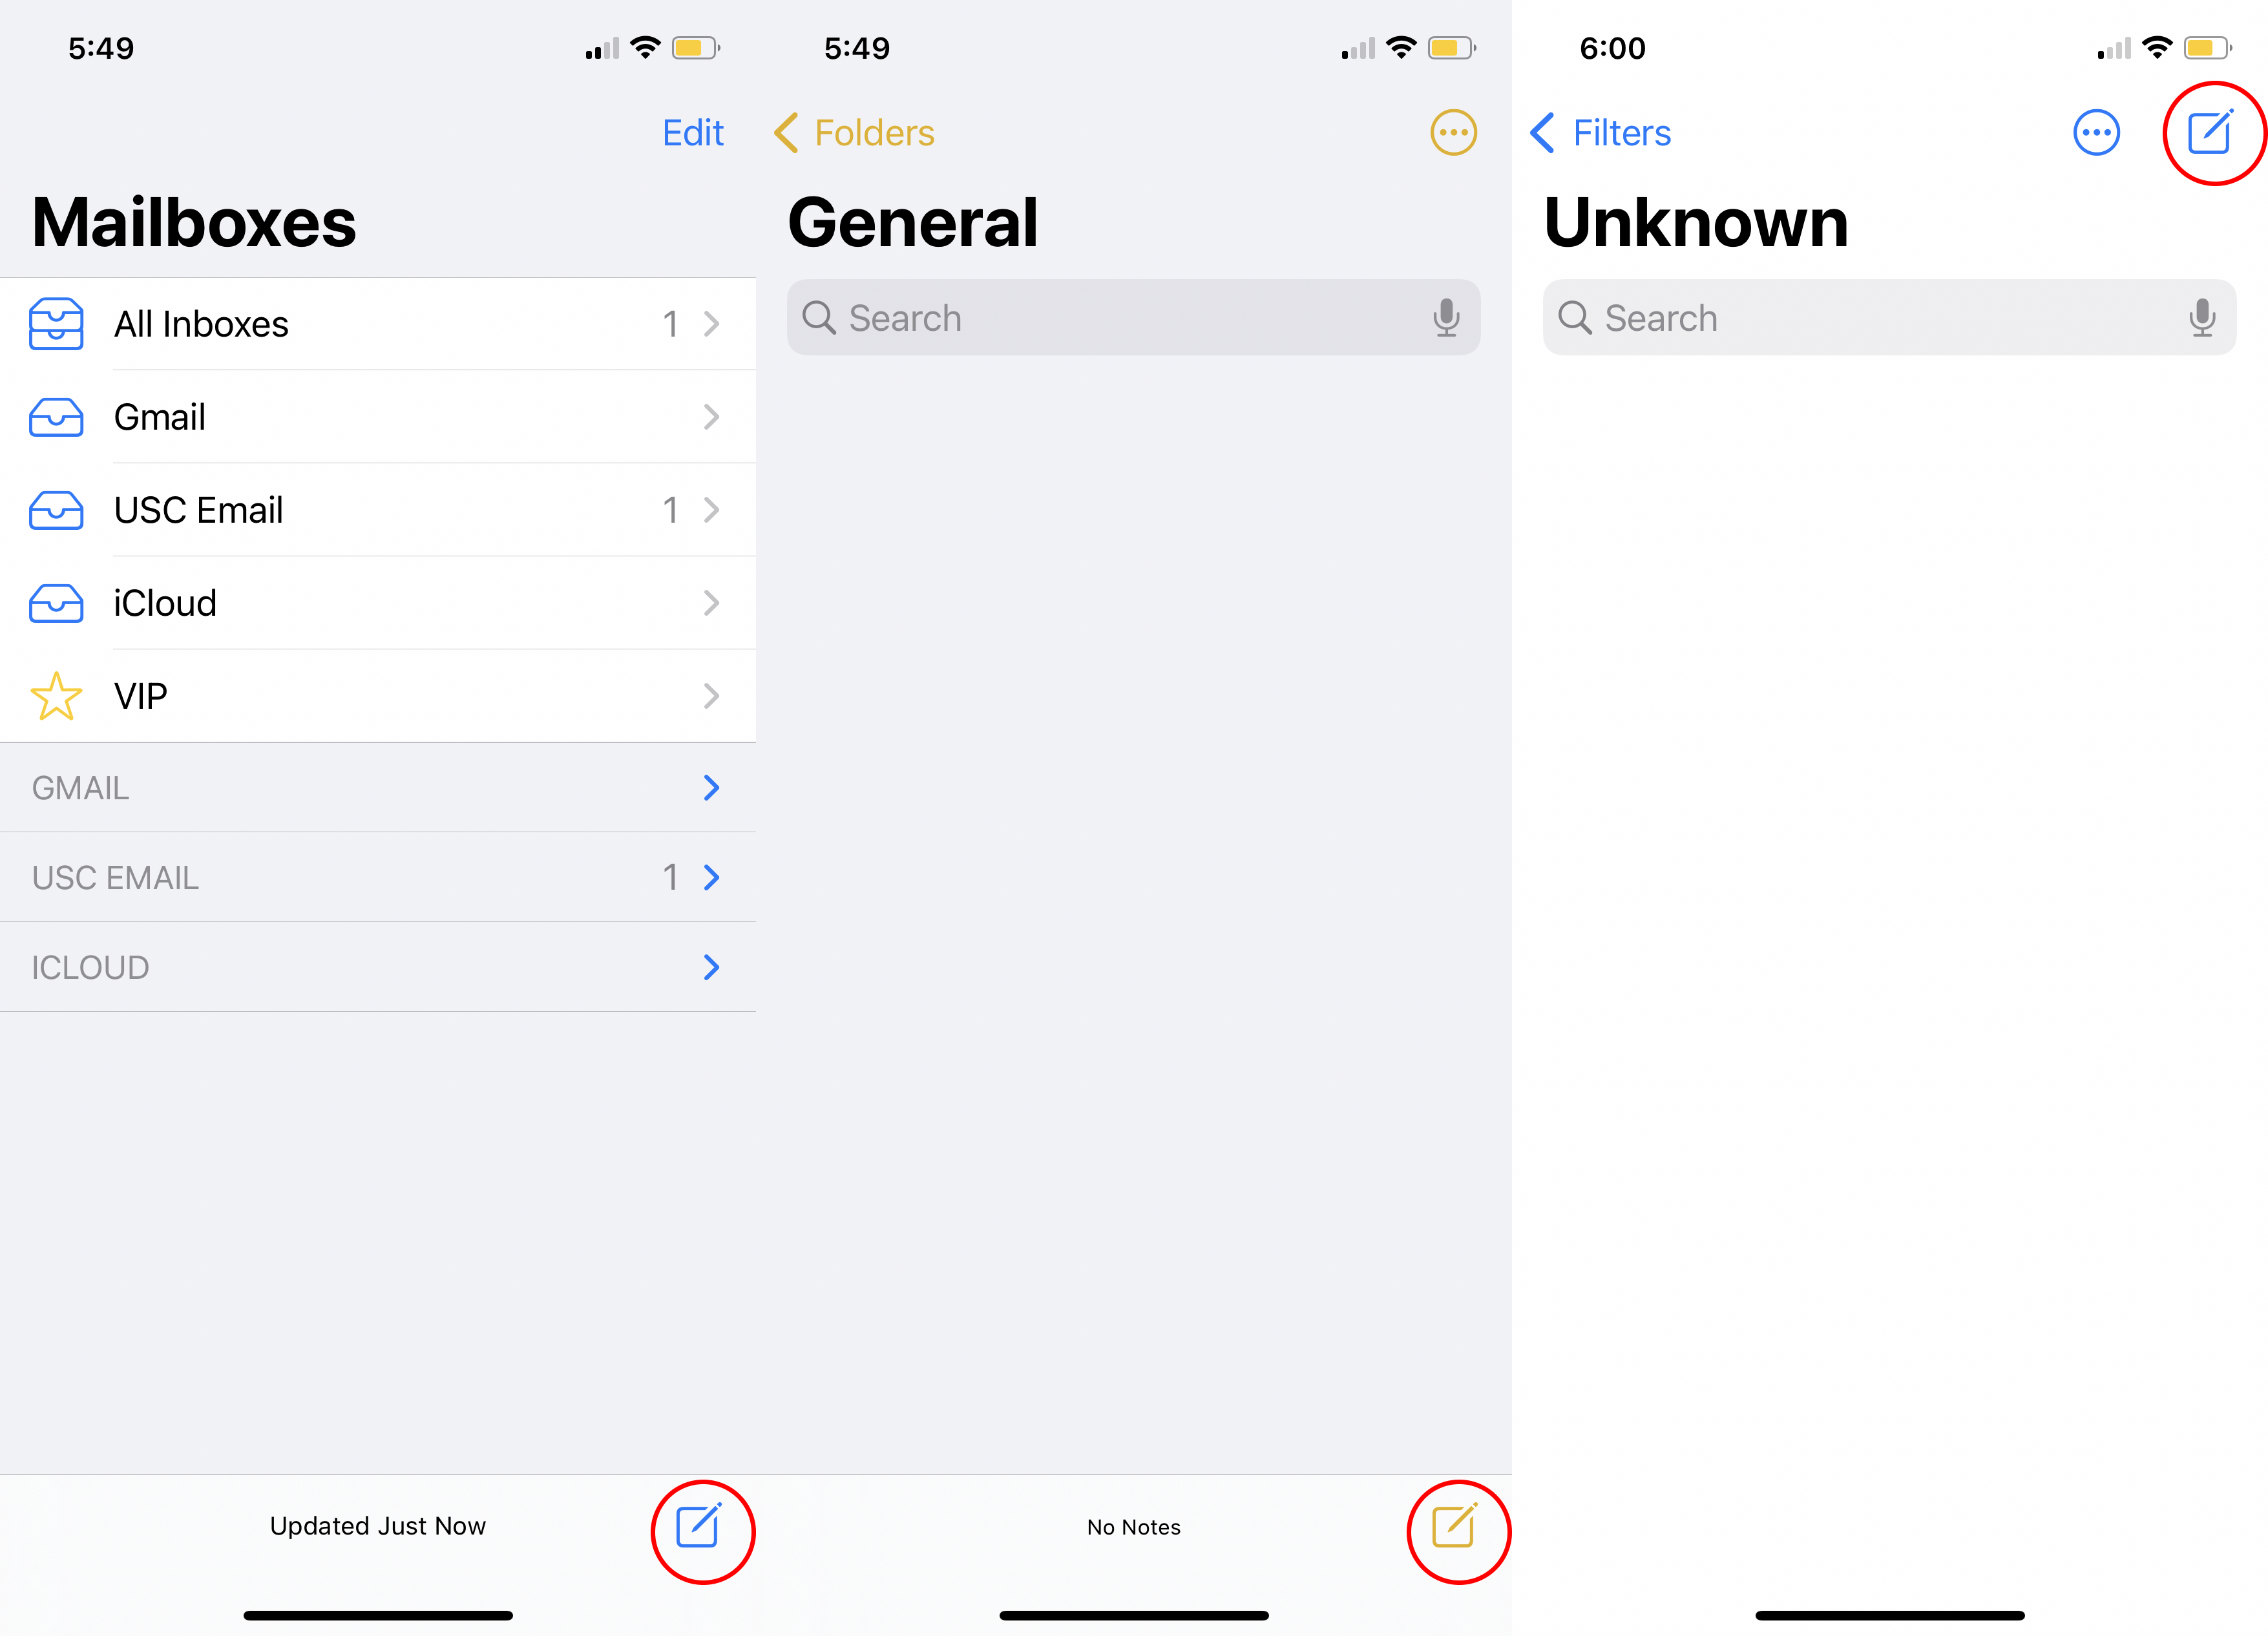 5:49
Edit
Mailboxes
All Inboxes 1
Gmail
USC Email 1
iCloud
VIP
GMAIL
USC EMAIL 1
ICLOUD
Updated Just Now
5:49
Folders
General
Search
No Notes
6:00
Filters
Unknown
Search